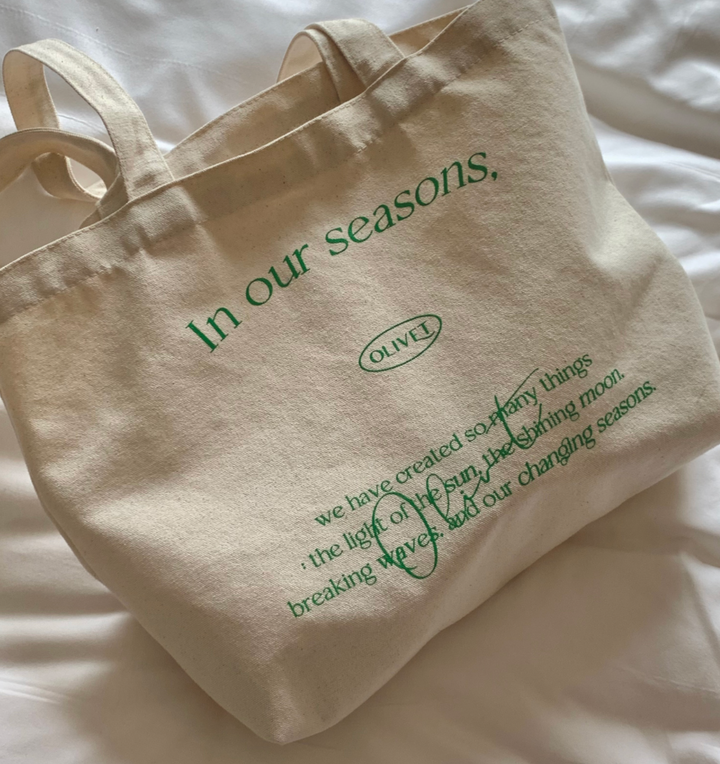 In our seasons,
OLIVET
we have created so many things
: the light of the sun, the shining moon.
breaking waves. and our changing seasons.
Olivet